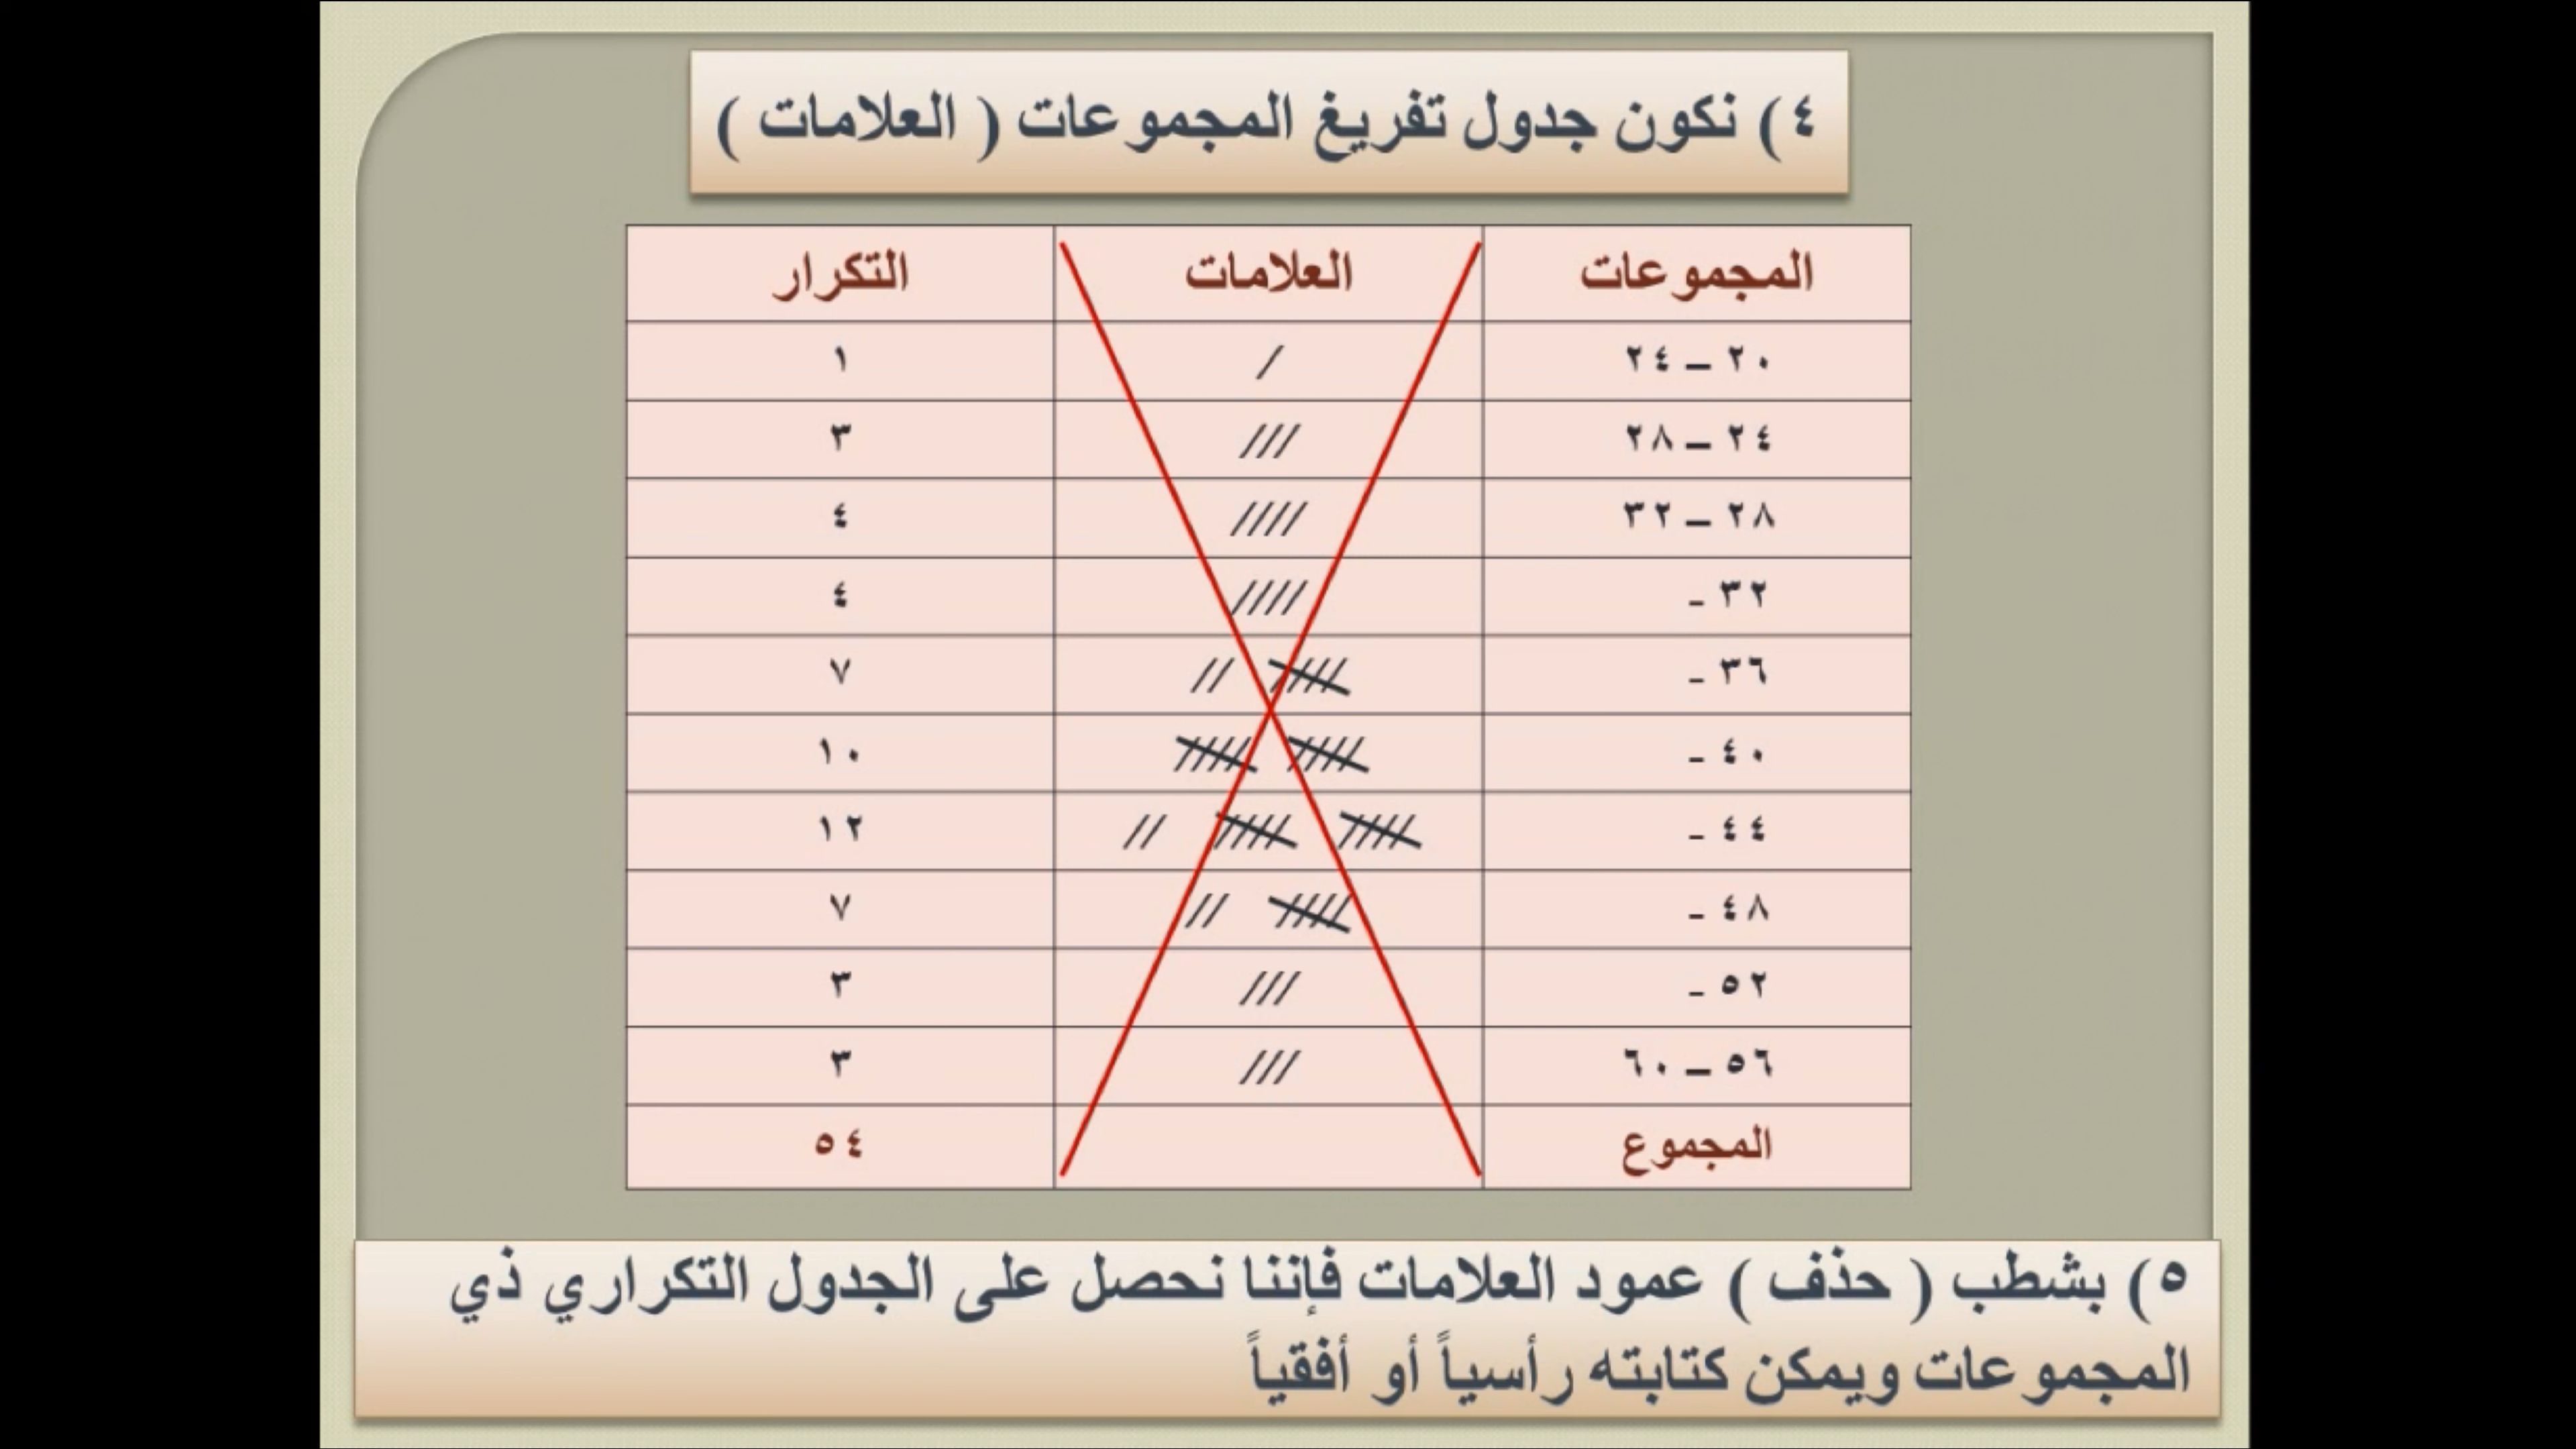 ٤) نكون جدول تفريغ المجموعات ( العلامات )
المجموعات العلامات التكرار
٢٠ – ٢٤ / ١
٢٤ – ٢٨ /// ٣
٢٨ – ٣٢ //// ٤
٣٢ - //// ٤
٣٦ - ///// // ٧
٤٠ - ///// ///// ١٠
٤٤ - ///// ///// // ١٢
٤٨ - ///// // ٧
٥٢ - /// ٣
٥٦ – ٦٠ /// ٣
المجموع ٥٤
٥) بشطب ( حذف ) عمود العلامات فإننا نحصل على الجدول التكراري ذي
المجموعات ويمكن كتابته رأسياً أو أفقياً